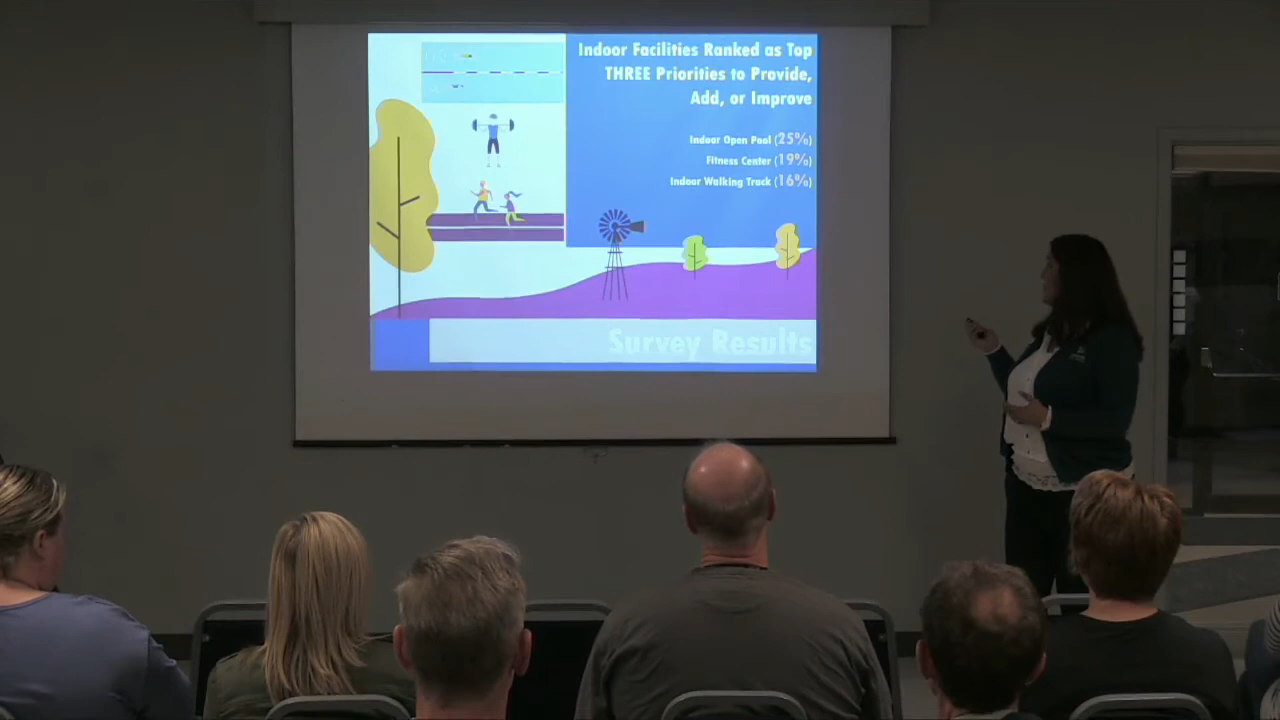 Indoor Facilities Ranked as Top
THREE Priorities to Provide,
Add, or Improve
Indoor Open Pool (25%)
Fitness Center (19%)
Indoor Walking Track (16%)
Survey Results